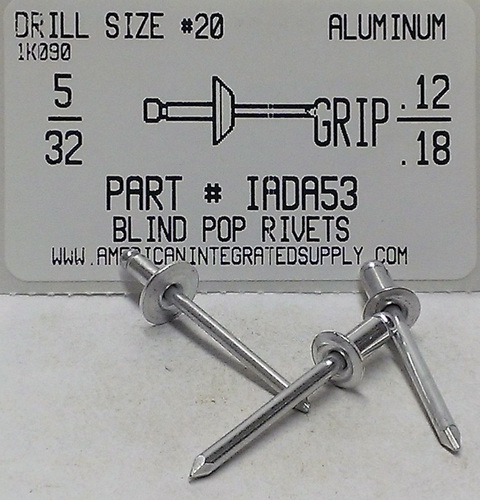 DRILL SIZE #20 ALUMINUM
1K090
5/32 GRIP .12/.18
PART # IADA53
BLIND POP RIVETS
WWW.AMERICANINTEGRATEDSUPPLY.COM